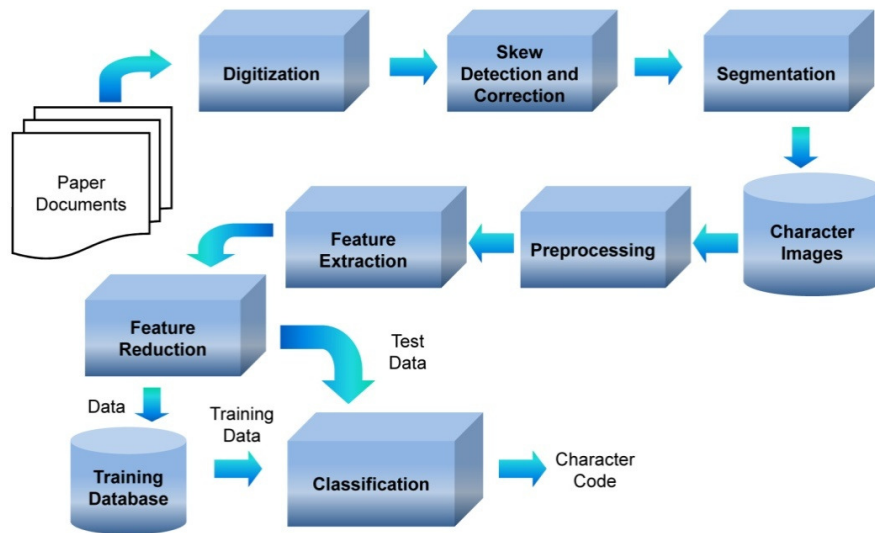 Digitization
Skew
Detection and
Correction
Segmentation
Paper
Documents
Character
Images
Preprocessing
Feature
Extraction
Feature
Reduction
Test
Data
Data
Training
Data
Training
Database
Classification
Character
Code